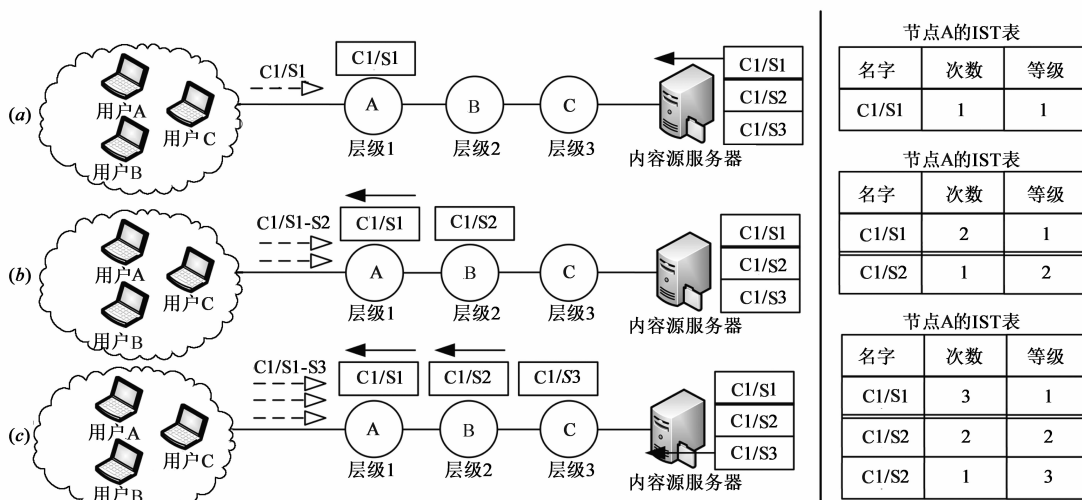 (a)
用户A
用户C
用户B
C1/S1
C1/S1
A
B
C
层级1
层级2
层级3
C1/S1
C1/S2
C1/S3
内容源服务器
节点A的IST表
名字 次数 等级
C1/S1 1 1
(b)
用户A
用户C
用户B
C1/S1-S2
C1/S1
C1/S2
A
B
C
层级1
层级2
层级3
C1/S1
C1/S2
C1/S3
内容源服务器
节点A的IST表
名字 次数 等级
C1/S1 2 1
C1/S2 1 2
(c)
用户A
用户C
用户B
C1/S1-S3
C1/S1
C1/S2
C1/S3
A
B
C
层级1
层级2
层级3
C1/S1
C1/S2
C1/S3
内容源服务器
节点A的IST表
名字 次数 等级
C1/S1 3 1
C1/S2 2 2
C1/S2 1 3